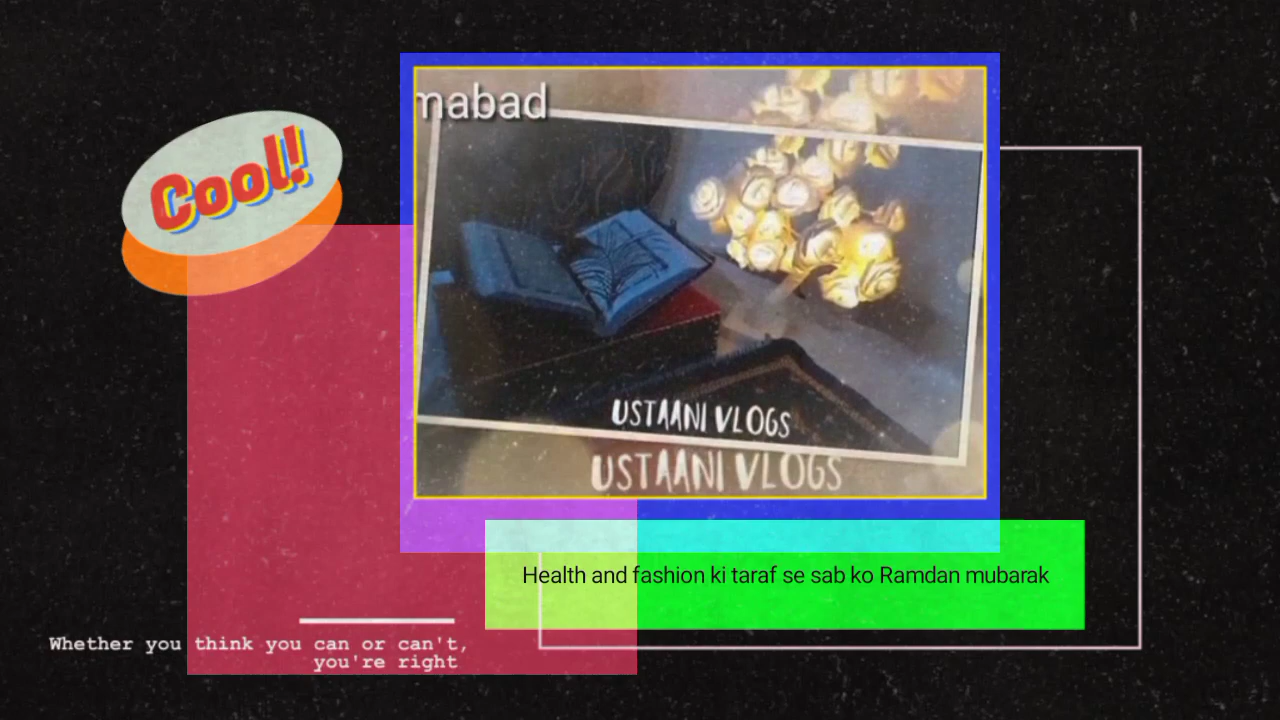 mabad
Cool!
USTAANI VLOGS
USTAANI VLOGS
Health and fashion ki taraf se sab ko Ramdan mubarak
Whether you think you can or can't,
you're right